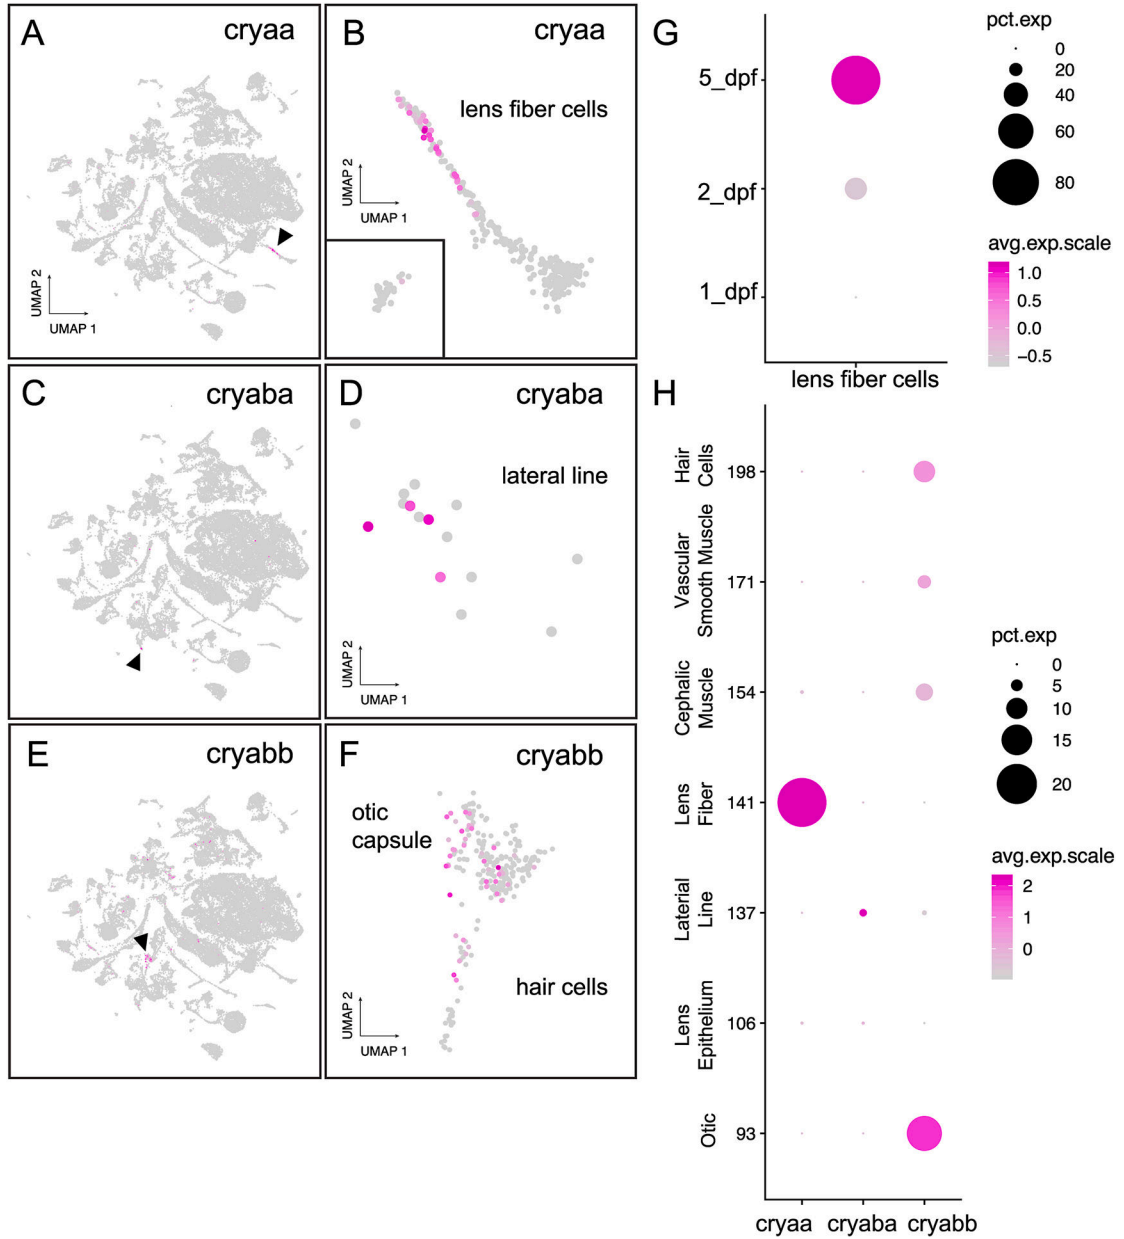 A
cryaa
UMAP 2
UMAP 1
B
cryaa
lens fiber cells
UMAP 2
UMAP 1
C
cryaba
D
cryaba
lateral line
UMAP 2
UMAP 1
E
cryabb
F
cryabb
otic
capsule
hair cells
UMAP 2
UMAP 1
G
5_dpf
2_dpf
1_dpf
lens fiber cells
pct.exp
0
20
40
60
80
avg.exp.scale
1.0
0.5
0.0
−0.5
H
Hair
Cells
198
Vascular
Smooth Muscle
171
Cephalic
Muscle
154
Lens
Fiber
141
Laterial
Line
137
Lens
Epithelium
106
Otic
93
cryaa cryaba cryabb
pct.exp
0
5
10
15
20
avg.exp.scale
2
1
0